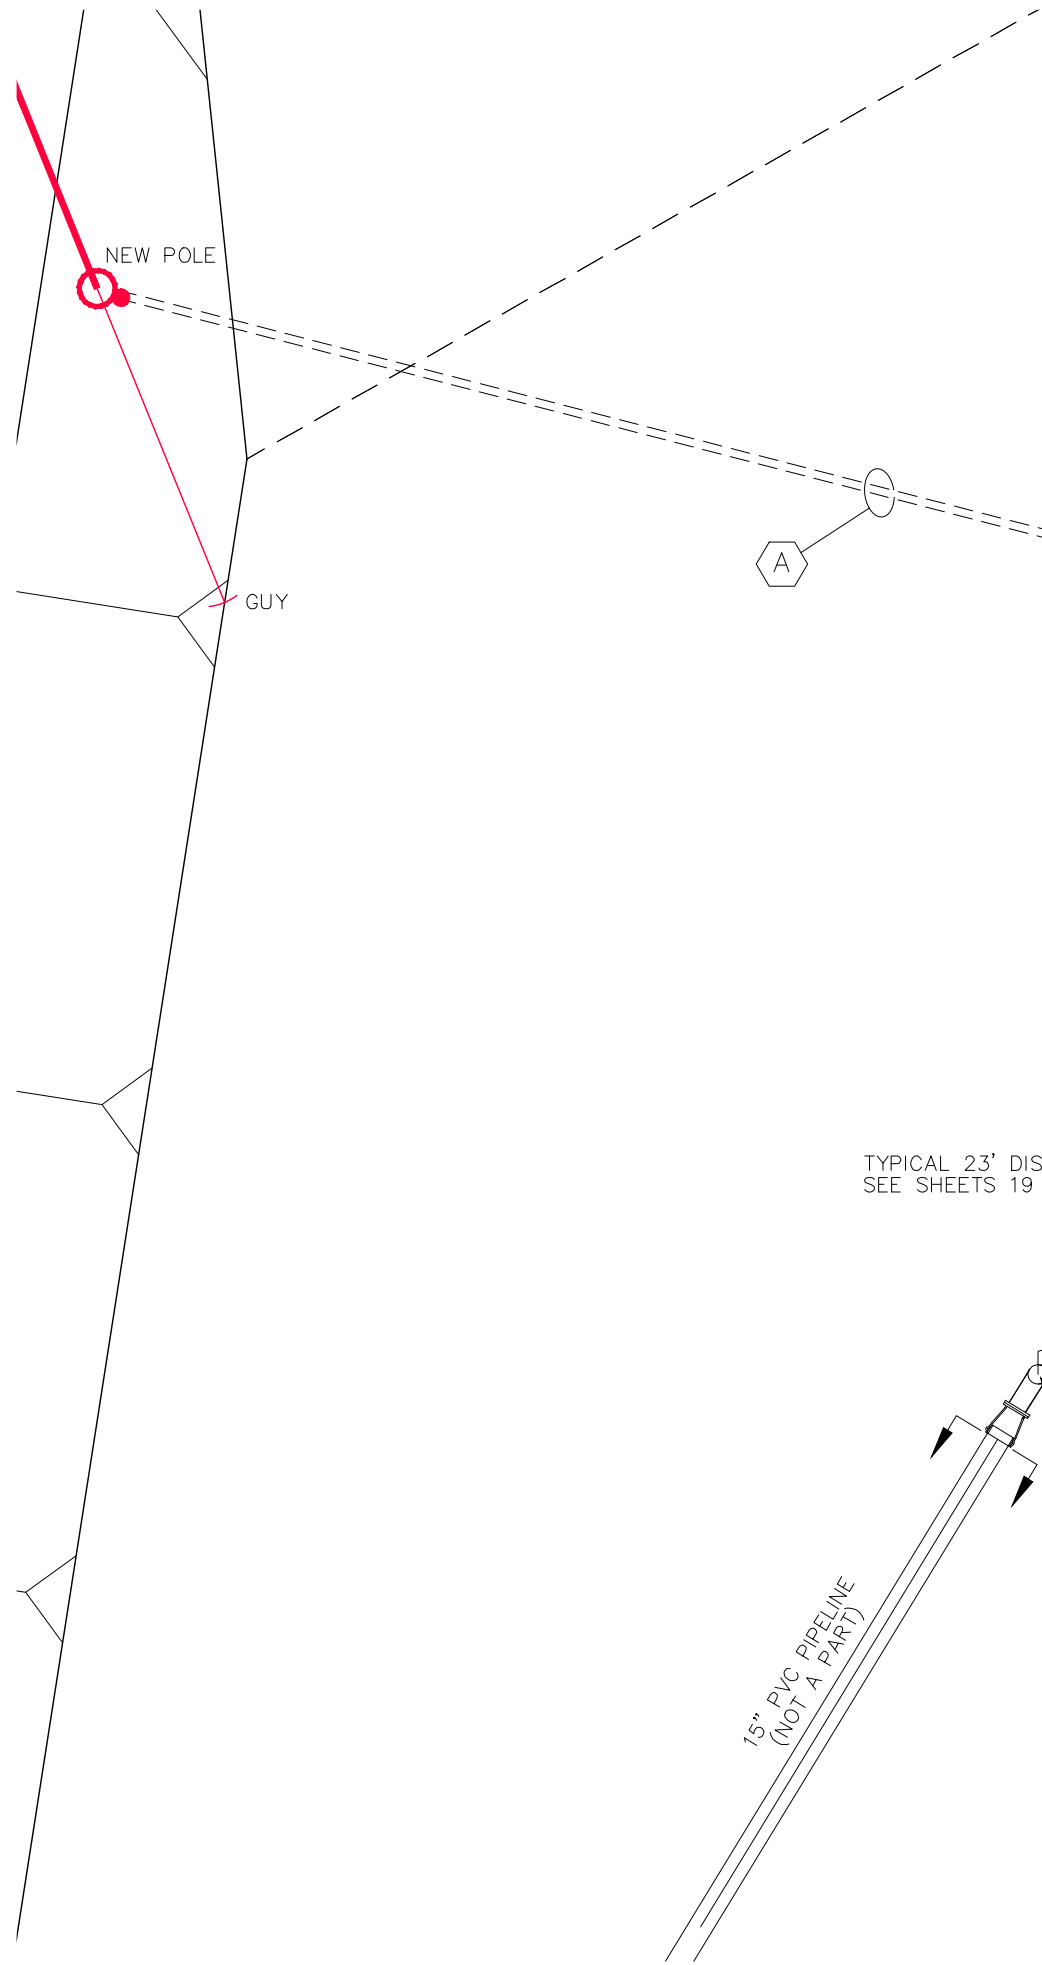 NEW POLE
A
GUY
TYPICAL 23' DIS
SEE SHEETS 19
15" PVC PIPELINE
(NOT A PART)